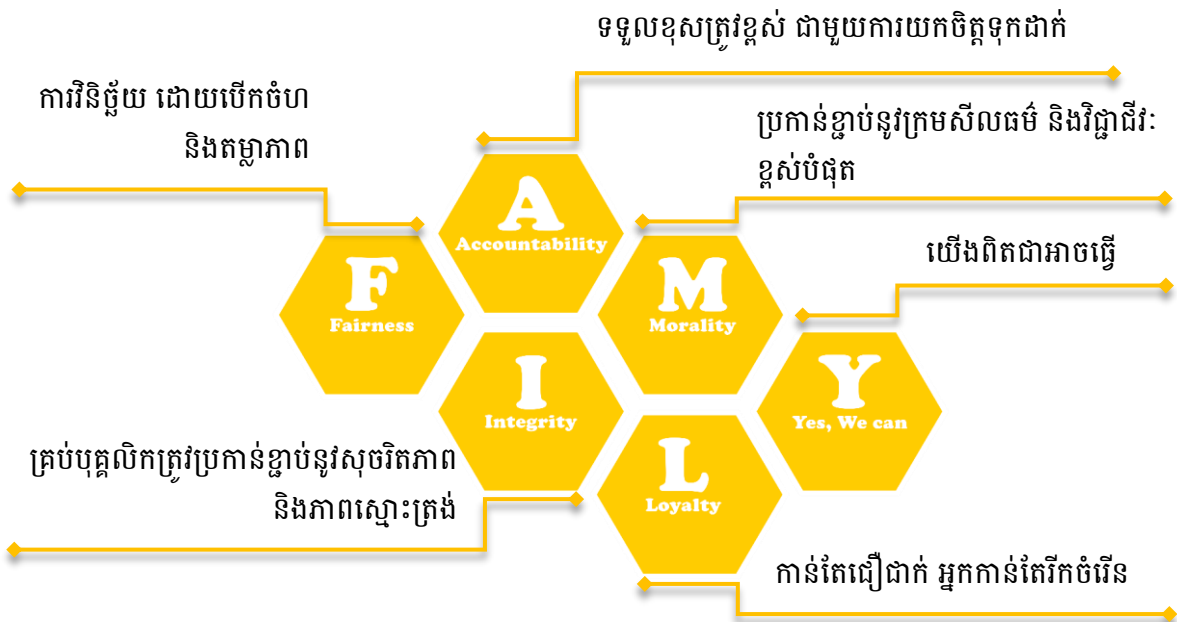 ទទួលខុសត្រូវខ្ពស់ ជាមួយការយកចិត្តទុកដាក់
ការវិនិច្ឆ័យ ដោយបើកចំហ
និងតម្លាភាព
ប្រកាន់ខ្ជាប់នូវក្រមសីលធម៌ និងវិជ្ជាជីវៈ
ខ្ពស់បំផុត
A
Accountability
យើងពិតជាអាចធ្វើ
F
Fairness
M
Morality
I
Integrity
Y
Yes, We can
គ្រប់បុគ្គលិកត្រូវប្រកាន់ខ្ជាប់នូវសុចរិតភាព
និងភាពស្មោះត្រង់
L
Loyalty
កាន់តែជឿជាក់ អ្នកកាន់តែរីកចំរើន